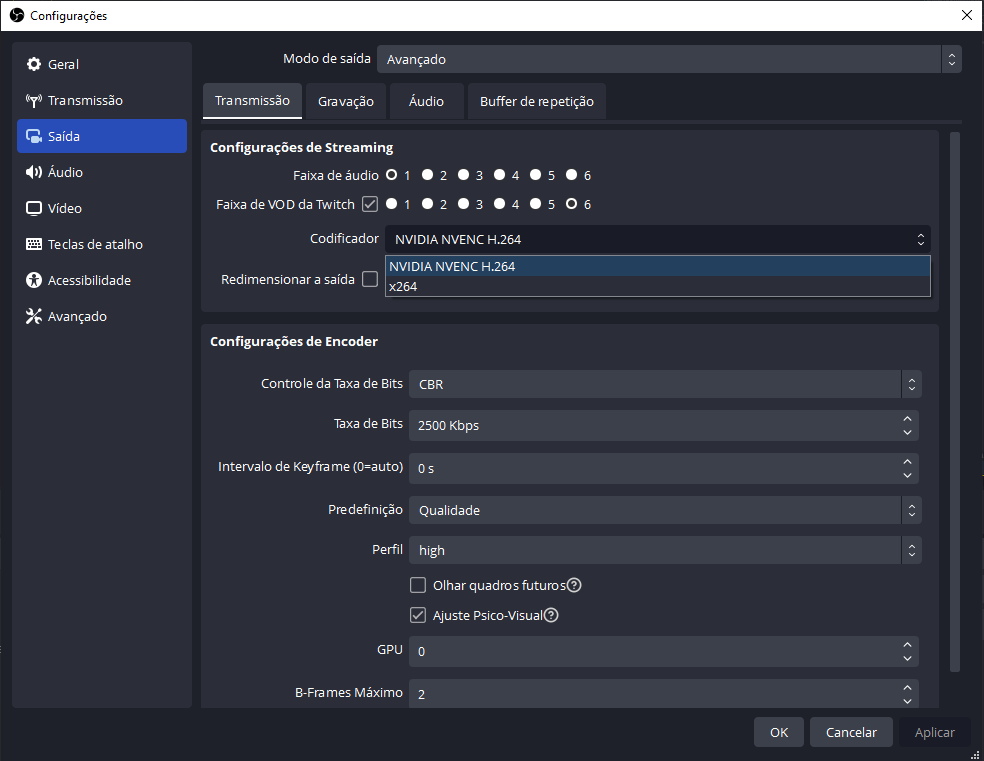 Configurações
Geral
Transmissão
Saída
Áudio
Vídeo
Teclas de atalho
Acessibilidade
Avançado
Modo de saída Avançado
Transmissão Gravação Áudio Buffer de repetição
Configurações de Streaming
Faixa de áudio 1 2 3 4 5 6
Faixa de VOD da Twitch 1 2 3 4 5 6
Codificador NVIDIA NVENC H.264
NVIDIA NVENC H.264
Redimensionar a saída
x264
Configurações de Encoder
Controle da Taxa de Bits CBR
Taxa de Bits 2500 Kbps
Intervalo de Keyframe (0=auto) 0 s
Predefinição Qualidade
Perfil high
Olhar quadros futuros ?
Ajuste Psico-Visual ?
GPU 0
B-Frames Máximo 2
OK Cancelar Aplicar